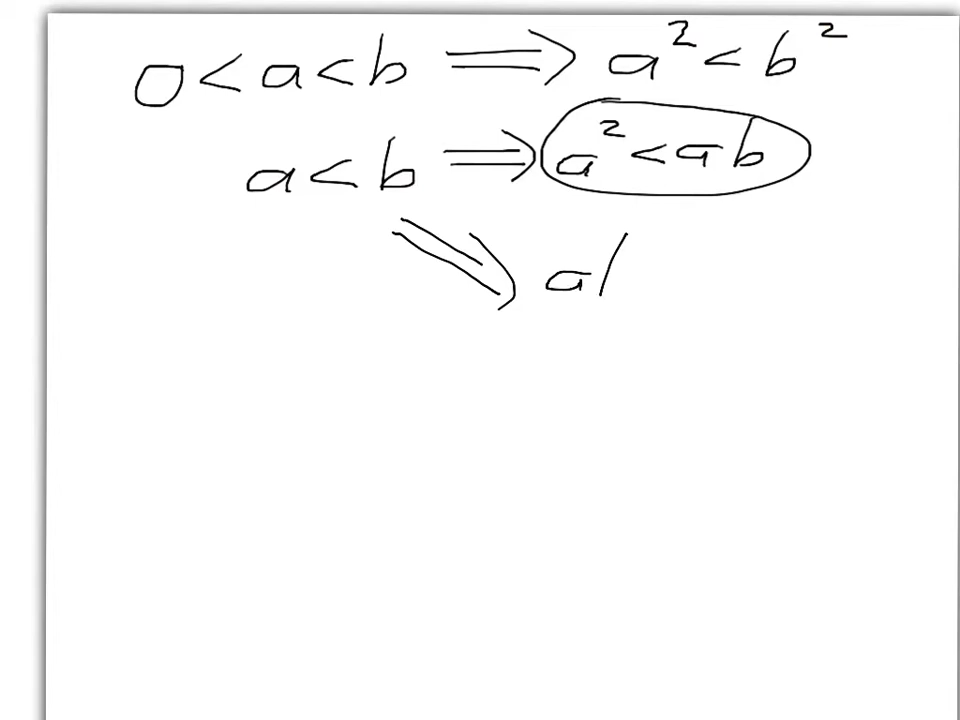 0 < a < b ⟹ a² < b²
a < b ⟹ a² < ab
⟹ a